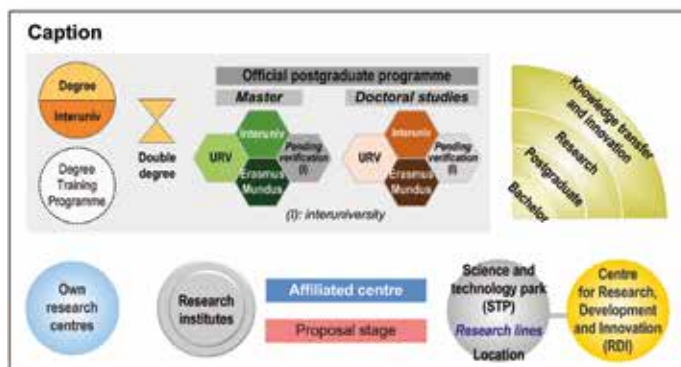 Caption
Degree
Interuniv
Degree
Training
Programme
Double
degree
Official postgraduate programme
Master
Doctoral studies
URV
Interuniv
Erasmus
Mundus
Pending
verification
(I)
URV
Interuniv
Erasmus
Mundus
Pending
verification
(I)
(I): interuniversity
Knowledge transfer
and innovation
Research
Postgraduate
Bachelor
Own
research
centres
Research
institutes
Affiliated centre
Proposal stage
Science and
technology park
(STP)
Research lines
Location
Centre
for Research,
Development
and Innovation
(RDI)